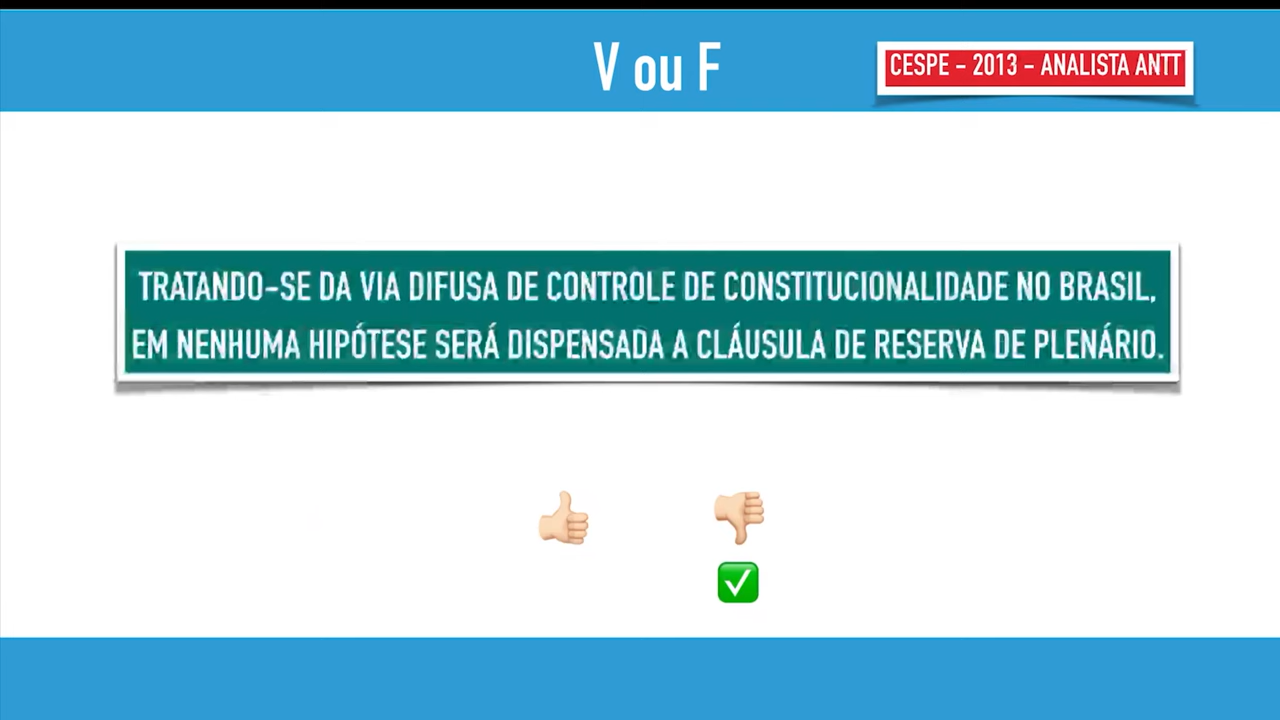 V ou F
CESPE - 2013 - ANALISTA ANTT
TRATANDO-SE DA VIA DIFUSA DE CONTROLE DE CONSTITUCIONALIDADE NO BRASIL,
EM NENHUMA HIPÓTESE SERÁ DISPENSADA A CLÁUSULA DE RESERVA DE PLENÁRIO.